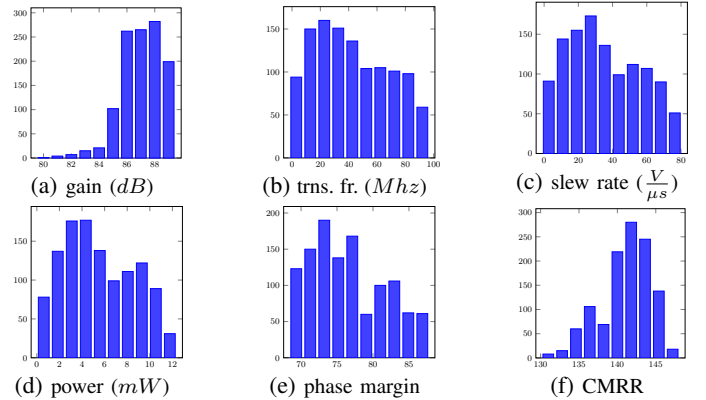 300
250
200
150
100
50
0
80 82 84 86 88
(a) gain (dB)
150
100
50
0
0 20 40 60 80 100
(b) trns. fr. (Mhz)
150
100
50
0
0 20 40 60 80
(c) slew rate (V/μs)
150
100
50
0
0 2 4 6 8 10 12
(d) power (mW)
200
150
100
50
0
70 75 80 85
(e) phase margin
300
250
200
150
100
50
0
130 135 140 145
(f) CMRR